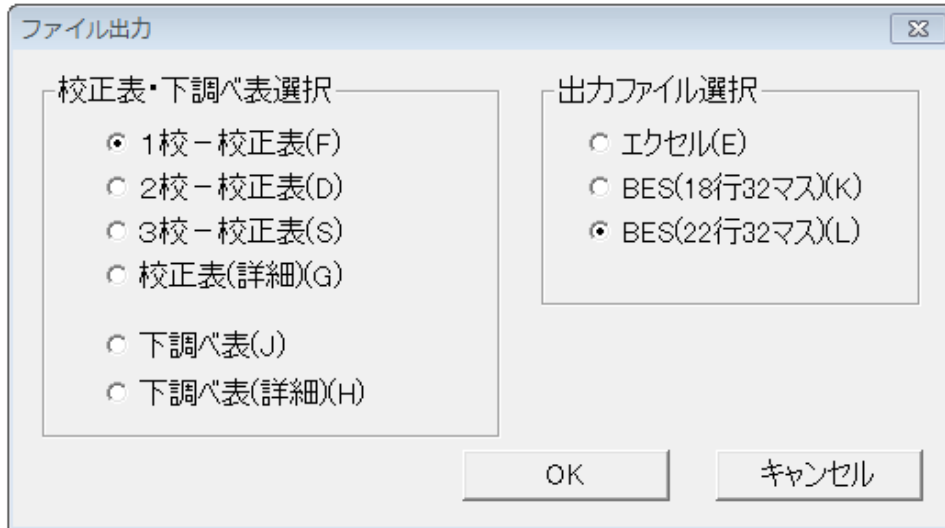 ファイル出力
校正表・下調べ表選択
1校－校正表(F)
2校－校正表(D)
3校－校正表(S)
校正表(詳細)(G)
下調べ表(J)
下調べ表(詳細)(H)
出力ファイル選択
エクセル(E)
BES(18行32マス)(K)
BES(22行32マス)(L)
OK
キャンセル